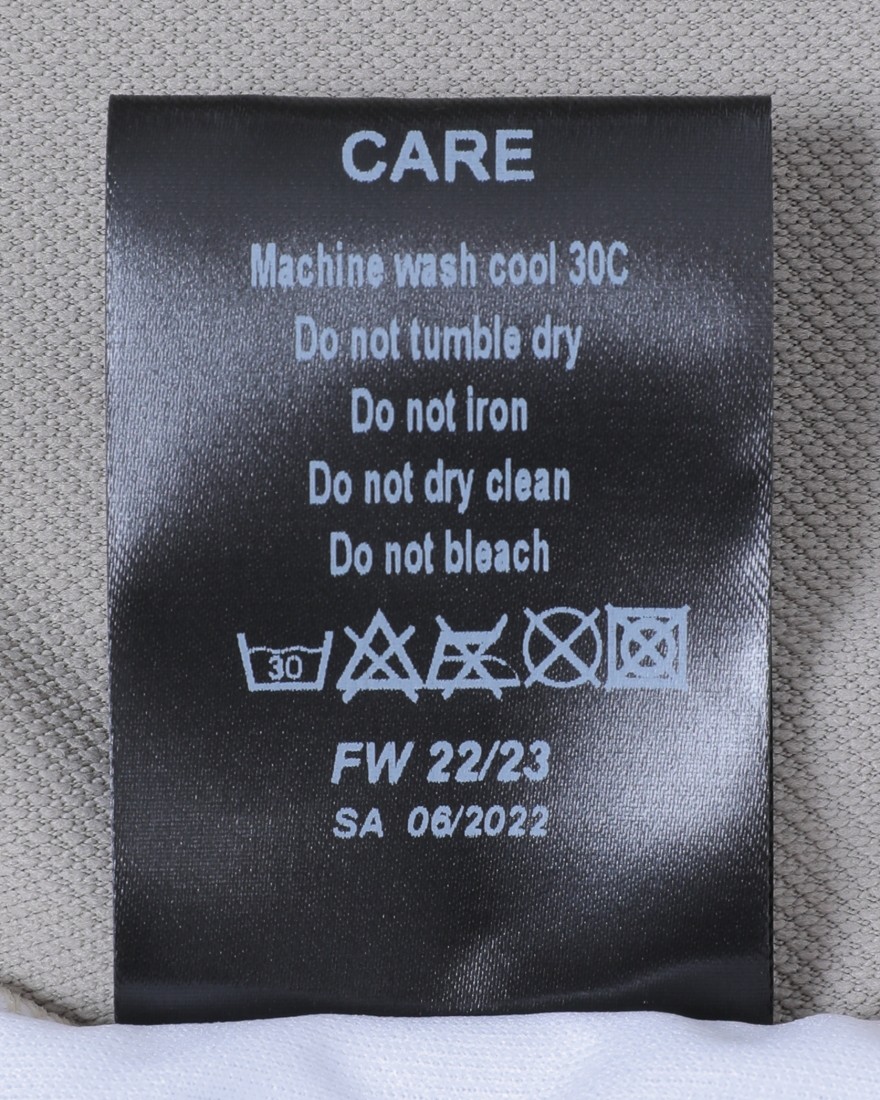 CARE
Machine wash cool 30C
Do not tumble dry
Do not iron
Do not dry clean
Do not bleach
30
FW 22/23
SA 06/2022